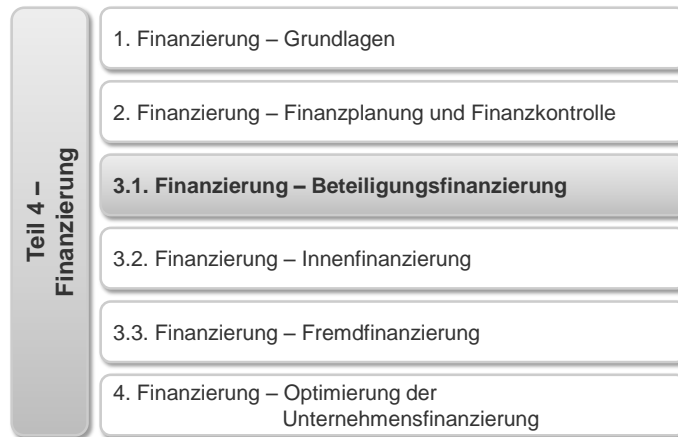 Teil 4 –
Finanzierung
1. Finanzierung – Grundlagen
2. Finanzierung – Finanzplanung und Finanzkontrolle
3.1. Finanzierung – Beteiligungsfinanzierung
3.2. Finanzierung – Innenfinanzierung
3.3. Finanzierung – Fremdfinanzierung
4. Finanzierung – Optimierung der
Unternehmensfinanzierung